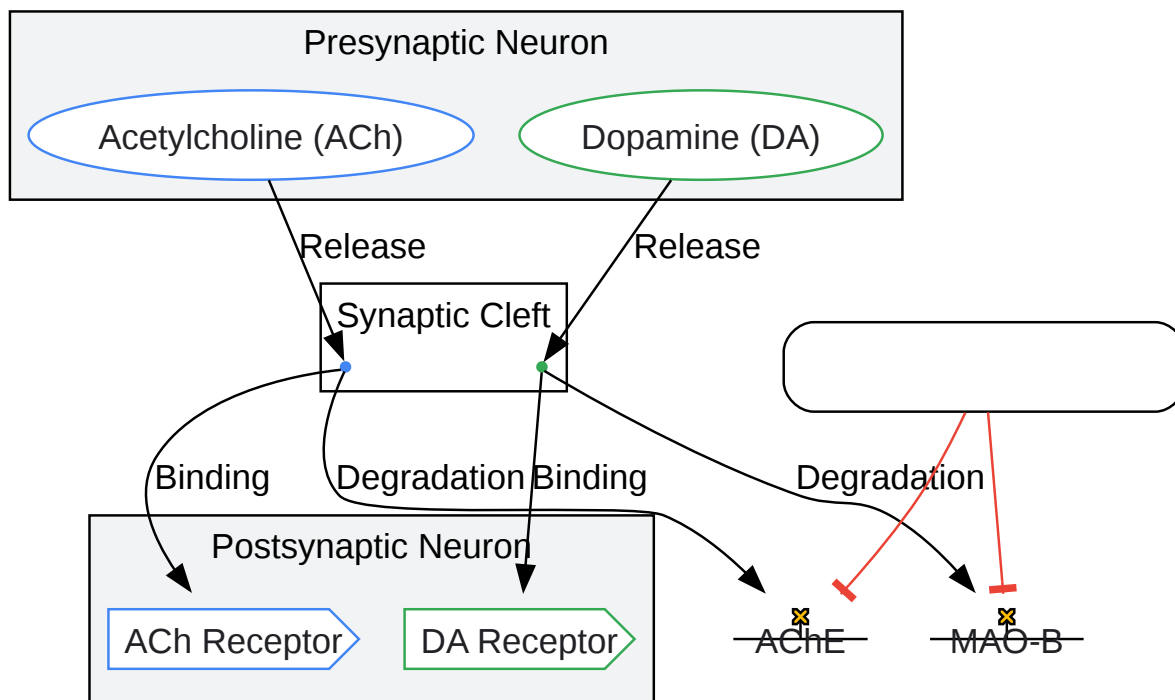 Presynaptic Neuron
Acetylcholine (ACh)
Dopamine (DA)
Release
Release
Synaptic Cleft
Binding
Degradation
Binding
Degradation
Postsynaptic Neuron
ACh Receptor
DA Receptor
AChE
MAO-B